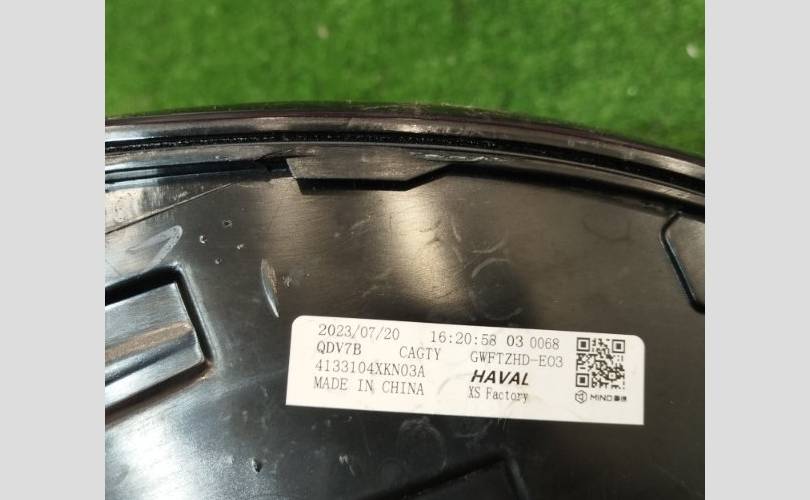 2023/07/20 16:20:58 03 0068
QDV7B CAGTY GWFTZHD-E03
4133104XKN03A HAVAL
MADE IN CHINA XS Factory MIND